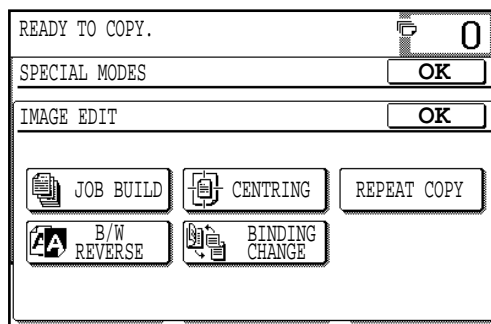 READY TO COPY.
0
SPECIAL MODES
OK
IMAGE EDIT
OK
JOB BUILD
CENTRING
REPEAT COPY
B/W
REVERSE
BINDING
CHANGE